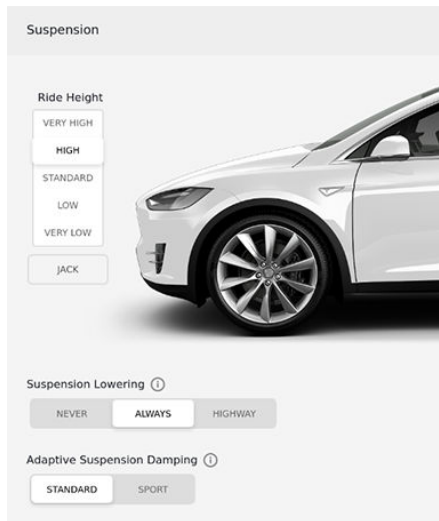 Suspension
Ride Height
VERY HIGH
HIGH
STANDARD
LOW
VERY LOW
JACK
Suspension Lowering
NEVER ALWAYS HIGHWAY
Adaptive Suspension Damping
STANDARD SPORT